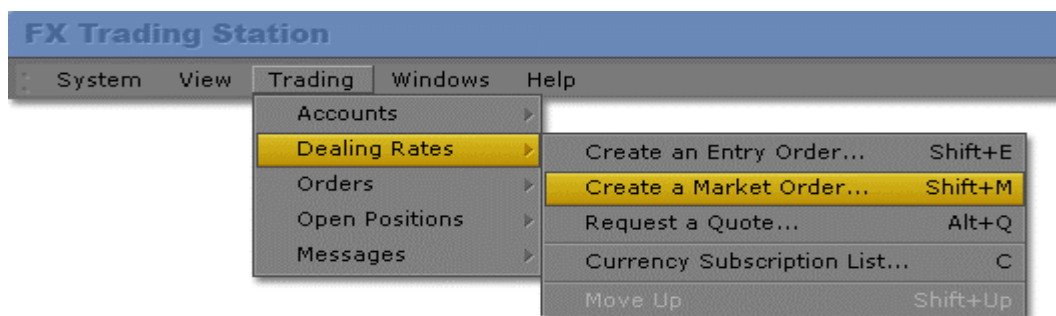 FX Trading Station
System View Trading Windows Help
Accounts
Dealing Rates
Orders
Open Positions
Messages
Create an Entry Order... Shift+E
Create a Market Order... Shift+M
Request a Quote... Alt+Q
Currency Subscription List... C
Move Up Shift+Up